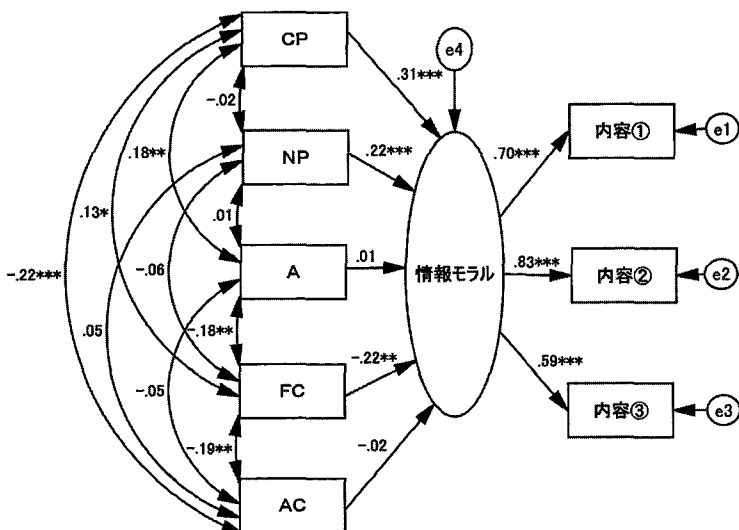 CP
e4
.31***
-.02
内容①
e1
.70***
.18**
NP
.22***
.13*
.01
-.22***
-.06
A
.01
情報モラル
.83***
内容②
e2
.05
-.18**
-.05
FC
-.22**
.59***
内容③
e3
-.19**
-.02
AC